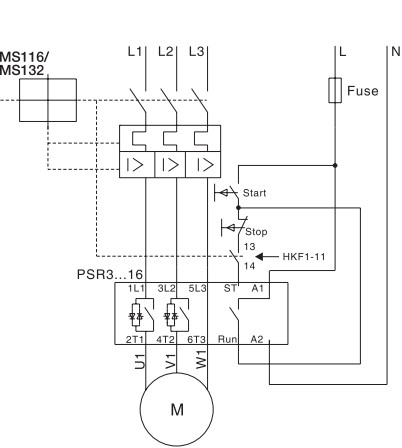 MS116/
MS132
L1 L2 L3 L N
Fuse
Start
Stop
13
HKF1-11
14
PSR3...16
1L1 3L2 5L3 ST A1
2T1 4T2 6T3 Run A2
U1 V1 W1
M